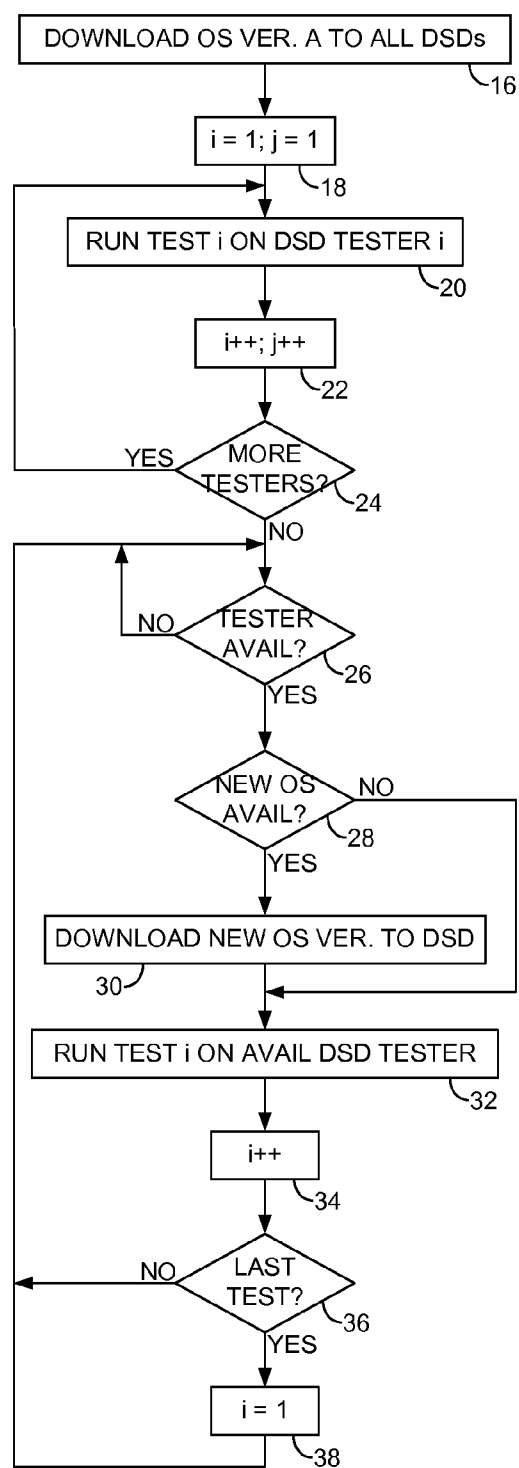 DOWNLOAD OS VER. A TO ALL DSDs
16
i = 1; j = 1
18
RUN TEST i ON DSD TESTER i
20
i++; j++
22
YES
MORE
TESTERS?
24
NO
NO
TESTER
AVAIL?
26
YES
NEW OS
AVAIL?
NO
28
YES
DOWNLOAD NEW OS VER. TO DSD
30
RUN TEST i ON AVAIL DSD TESTER
32
i++
34
NO
LAST
TEST?
36
YES
i = 1
38